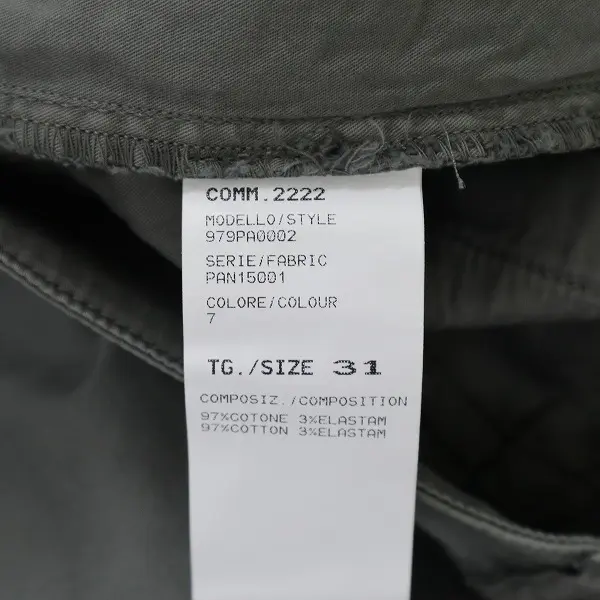 COMM.2222
MODELLO/STYLE
979PA0002
SERIE/FABRIC
PAN15001
COLORE/COLOUR
7
TG./SIZE 31
COMPOSIZ./COMPOSITION
97%COTONE 3%ELASTAM
97%COTTON 3%ELASTAM